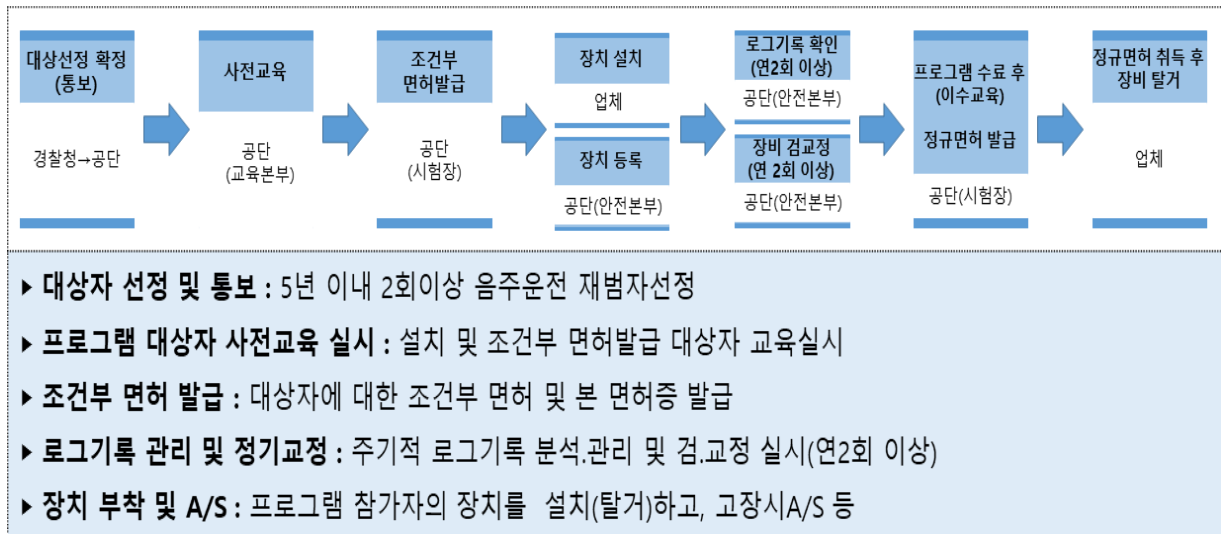 대상선정 확정
(통보)
경찰청→공단
사전교육
공단
(교육본부)
조건부
면허발급
공단
(시험장)
장치 설치
업체
장치 등록
공단(안전본부)
로그기록 확인
(연2회 이상)
공단(안전본부)
장비 검교정
(연 2회 이상)
공단(안전본부)
프로그램 수료 후
(이수교육)
정규면허 발급
공단(시험장)
정규면허 취득 후
장비 탈거
업체
▶ 대상자 선정 및 통보 : 5년 이내 2회이상 음주운전 재범자선정
▶ 프로그램 대상자 사전교육 실시 : 설치 및 조건부 면허발급 대상자 교육실시
▶ 조건부 면허 발급 : 대상자에 대한 조건부 면허 및 본 면허증 발급
▶ 로그기록 관리 및 정기교정 : 주기적 로그기록 분석.관리 및 검.교정 실시(연2회 이상)
▶ 장치 부착 및 A/S : 프로그램 참가자의 장치를 설치(탈거)하고, 고장시A/S 등